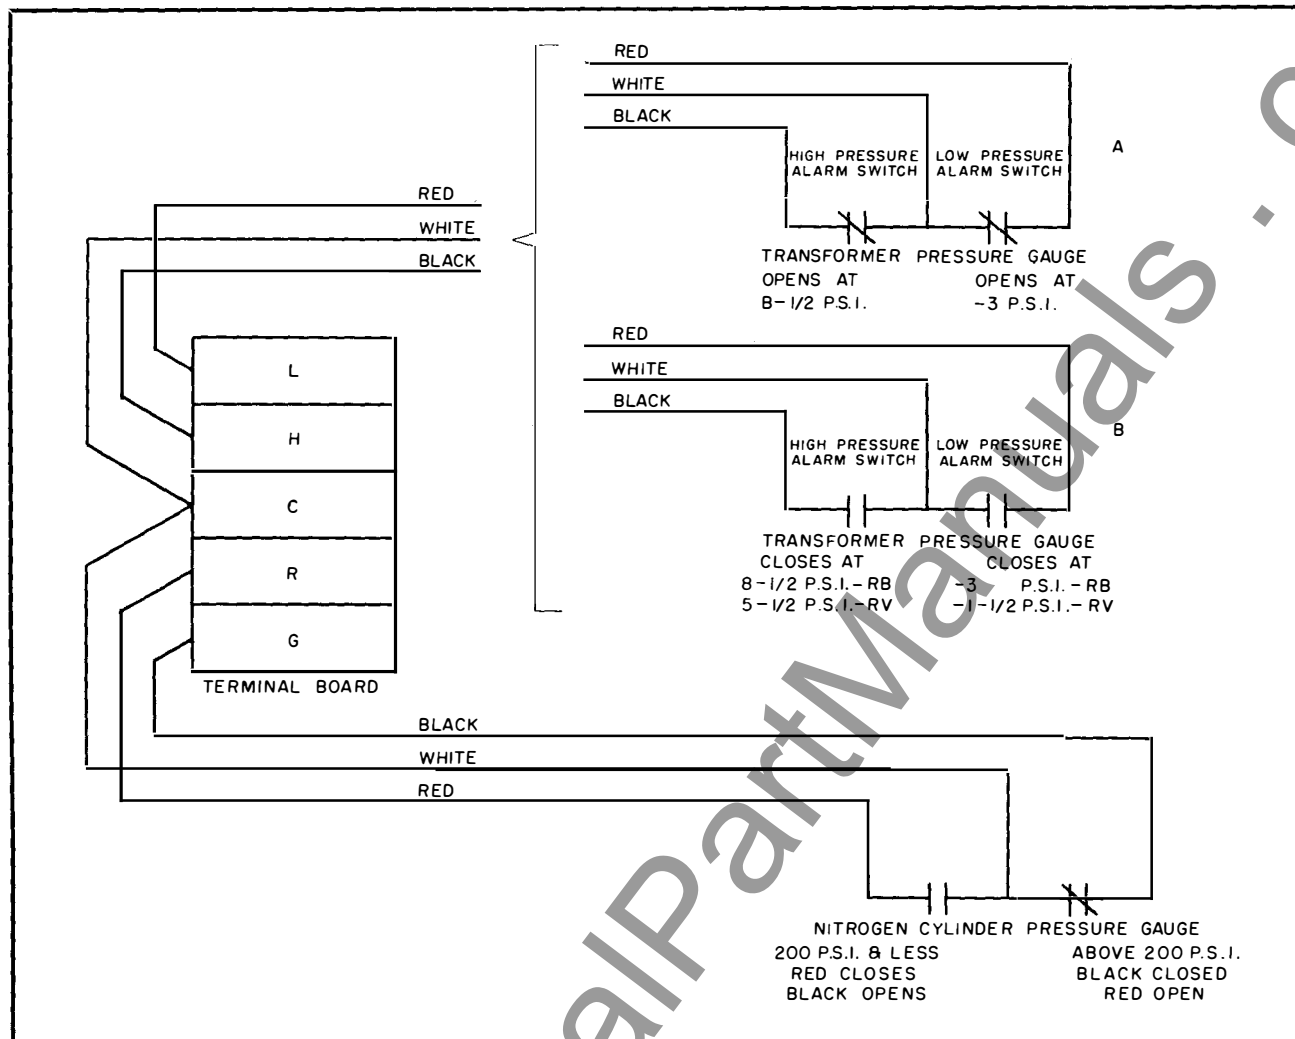 RED
WHITE
BLACK
HIGH PRESSURE LOW PRESSURE
ALARM SWITCH ALARM SWITCH
A
TRANSFORMER PRESSURE GAUGE
OPENS AT OPENS AT
B-1/2 P.S.I. -3 P.S.I.
RED
WHITE
BLACK
RED
WHITE
BLACK
HIGH PRESSURE LOW PRESSURE
ALARM SWITCH ALARM SWITCH
B
TRANSFORMER PRESSURE GAUGE
CLOSES AT CLOSES AT
8-1/2 P.S.I.-RB -3 P.S.I.-RB
5-1/2 P.S.I.-RV -1-1/2 P.S.I.-RV
L
H
C
R
G
TERMINAL BOARD
BLACK
WHITE
RED
NITROGEN CYLINDER PRESSURE GAUGE
200 P.S.I. & LESS ABOVE 200 P.S.I.
RED CLOSES BLACK CLOSED
BLACK OPENS RED OPEN
alPartManuals . c